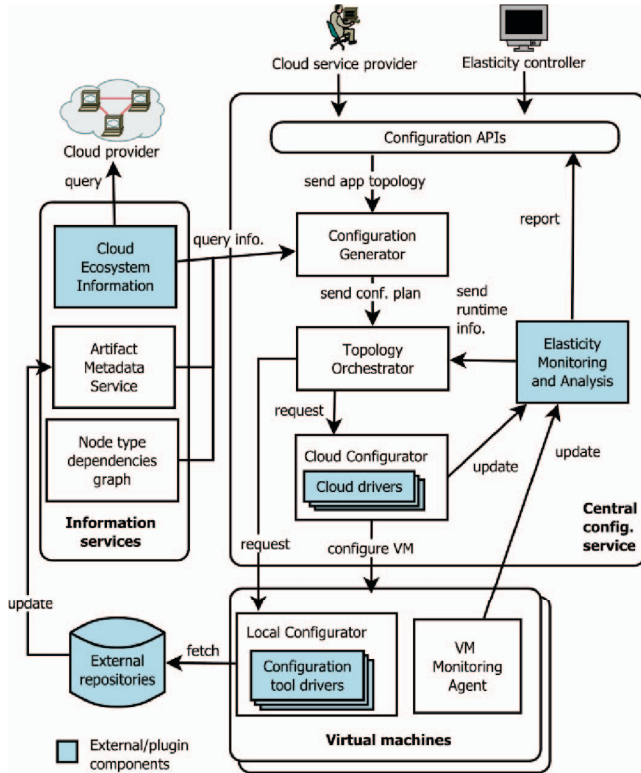 Cloud service provider
Elasticity controller
Cloud provider
query
Configuration APIs
send app topology
report
query info.
Cloud
Ecosystem
Information
Configuration
Generator
send conf. plan
send
runtime
info.
Artifact
Metadata
Service
Topology
Orchestrator
Elasticity
Monitoring
and Analysis
request
Node type
dependencies
graph
Cloud Configurator
Cloud drivers
update
update
Information
services
Central
config.
service
request
configure VM
update
Local Configurator
VM
Monitoring
Agent
External
repositories
fetch
Configuration
tool drivers
Virtual machines
External/plugin
components